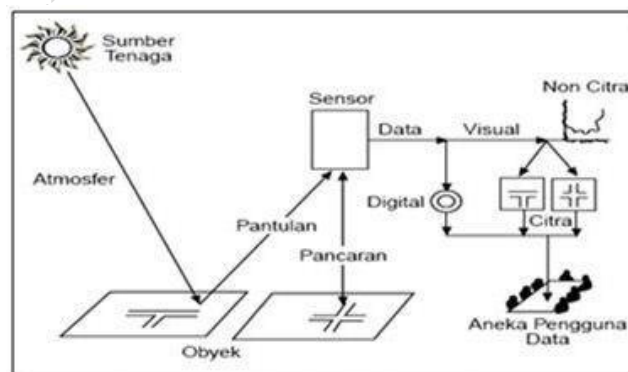 Sumber
Tenaga
Sensor
Non Citra
Data
Visual
Atmosfer
Digital
Citra
Pantulan
Pancaran
Obyek
Aneka Pengguna
Data